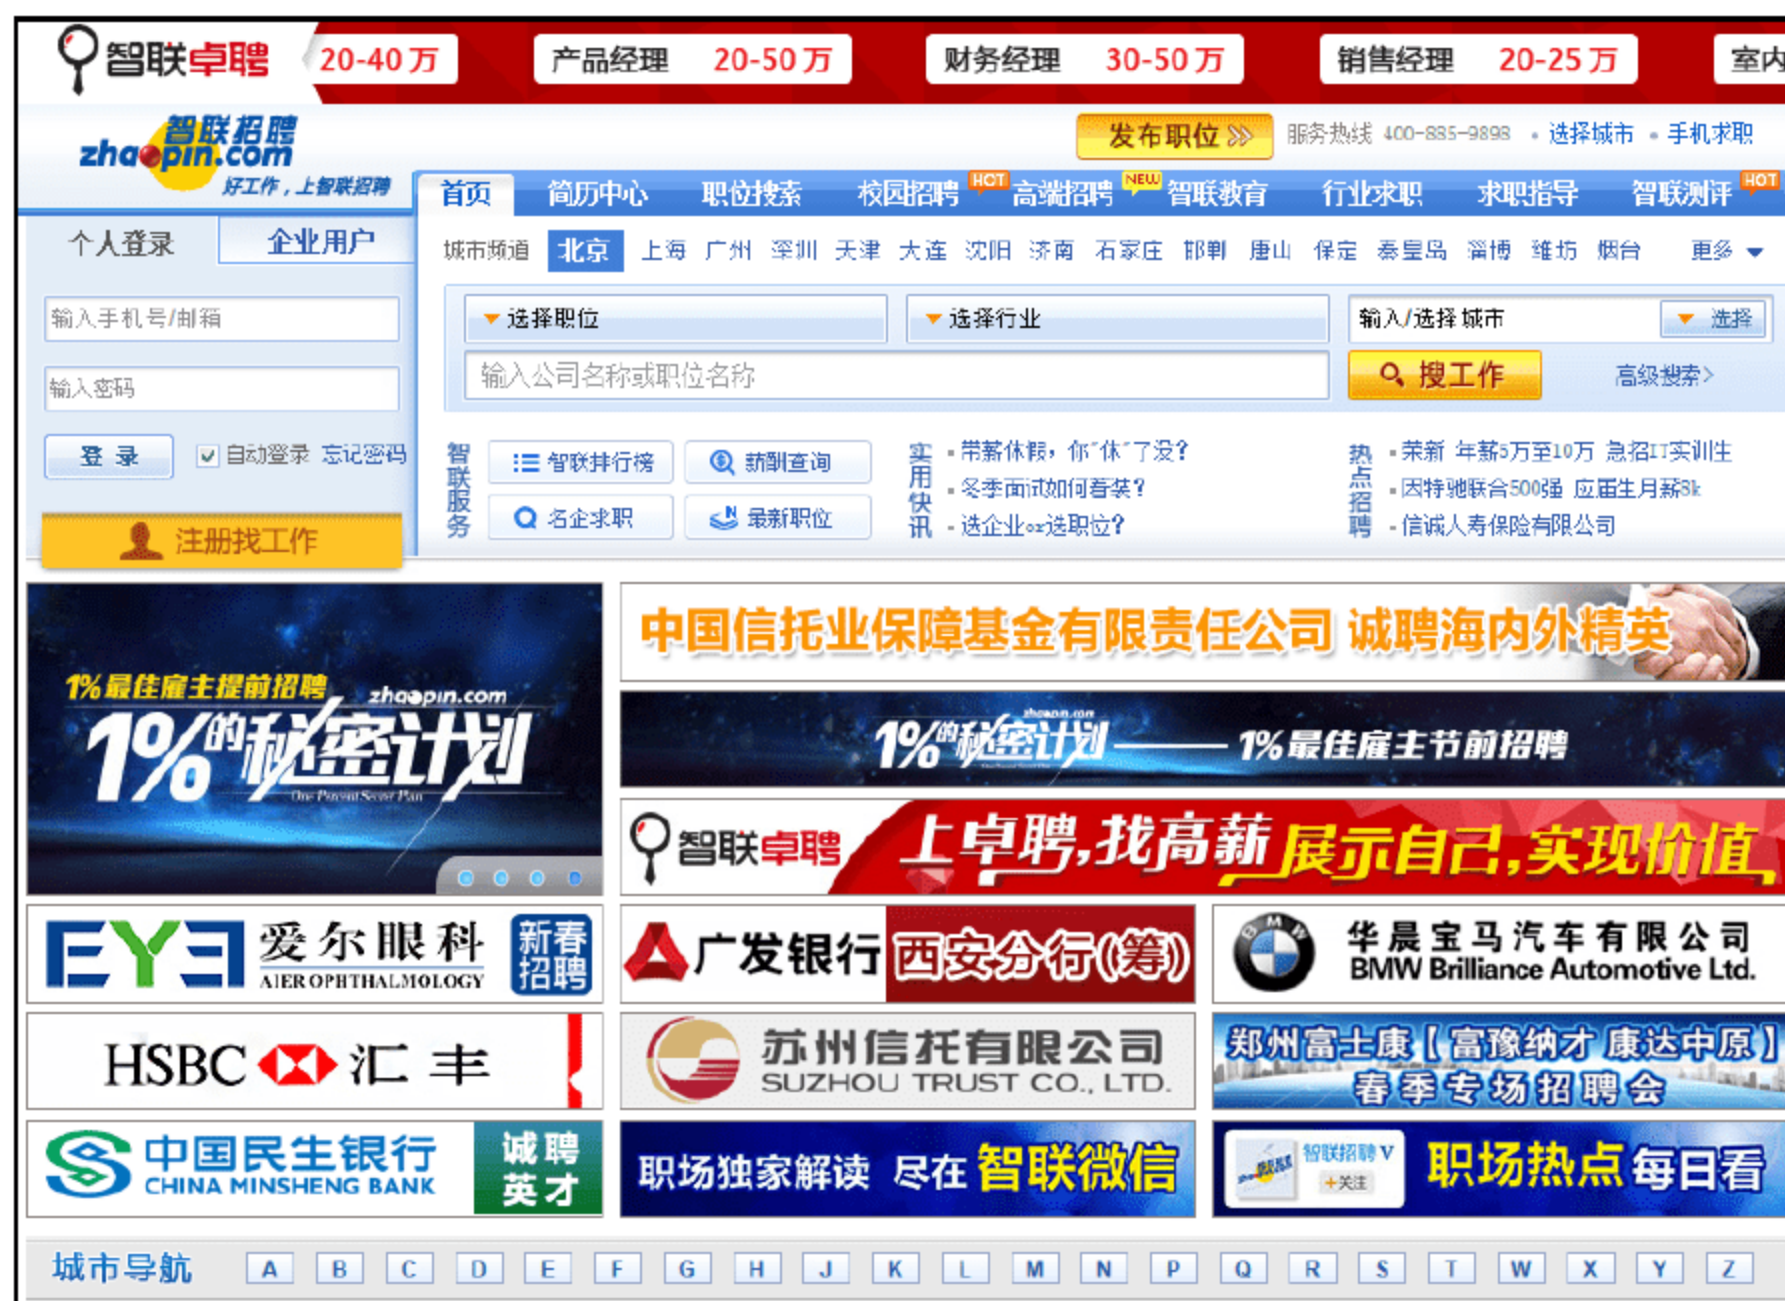 智联卓聘 20-40万 产品经理 20-50万 财务经理 30-50万 销售经理 20-25万 室内
智联招聘
zhaopin.com
好工作，上智联招聘
发布职位 服务热线 400-885-9898 选择城市 手机求职
首页 简历中心 职位搜索 校园招聘 HOT 高端招聘 NEW 智联教育 行业求职 求职指导 智联测评 HOT
个人登录 企业用户
城市频道 北京 上海 广州 深圳 天津 大连 沈阳 济南 石家庄 邯郸 唐山 保定 秦皇岛 淄博 潍坊 烟台 更多
输入手机号/邮箱
选择职位 选择行业 输入/选择城市 选择
输入密码
输入公司名称或职位名称 搜工作 高级搜索>
登录 自动登录 忘记密码
注册找工作
智联服务
智联排行榜 薪酬查询
名企求职 最新职位
实用快讯
带薪休假，你"休"了没?
冬季面试如何着装?
选企业or选职位?
热点招聘
荣新 年薪5万至10万 急招IT实训生
因特驰联合500强 应届生月薪8k
信诚人寿保险有限公司
1%最佳雇主提前招聘
zhaopin.com
1%的秘密计划
One Percent Secret Plan
中国信托业保障基金有限责任公司 诚聘海内外精英
zhaopin.com
1%的秘密计划——1%最佳雇主节前招聘
智联卓聘 上卓聘,找高薪 展示自己,实现价值
EYE 爱尔眼科
AIER OPHTHALMOLOGY
新春招聘
广发银行 西安分行(筹)
华晨宝马汽车有限公司
BMW Brilliance Automotive Ltd.
BMW
HSBC 汇丰
苏州信托有限公司
SUZHOU TRUST CO., LTD.
郑州富士康【富豫纳才 康达中原】
春季专场招聘会
中国民生银行
CHINA MINSHENG BANK
诚聘英才
职场独家解读 尽在智联微信
智联招聘 V
+关注
职场热点每日看
城市导航 A B C D E F G H J K L M N P Q R S T W X Y Z